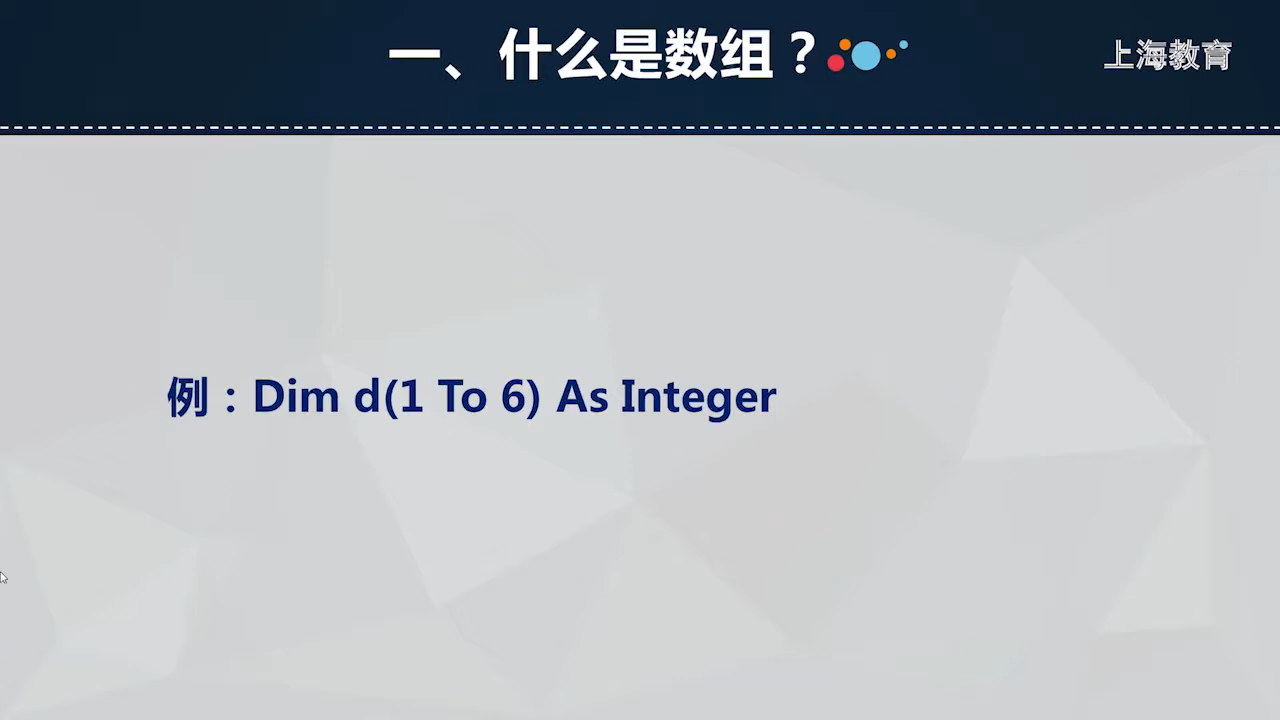 一、什么是数组？
上海教育
例：Dim d(1 To 6) As Integer